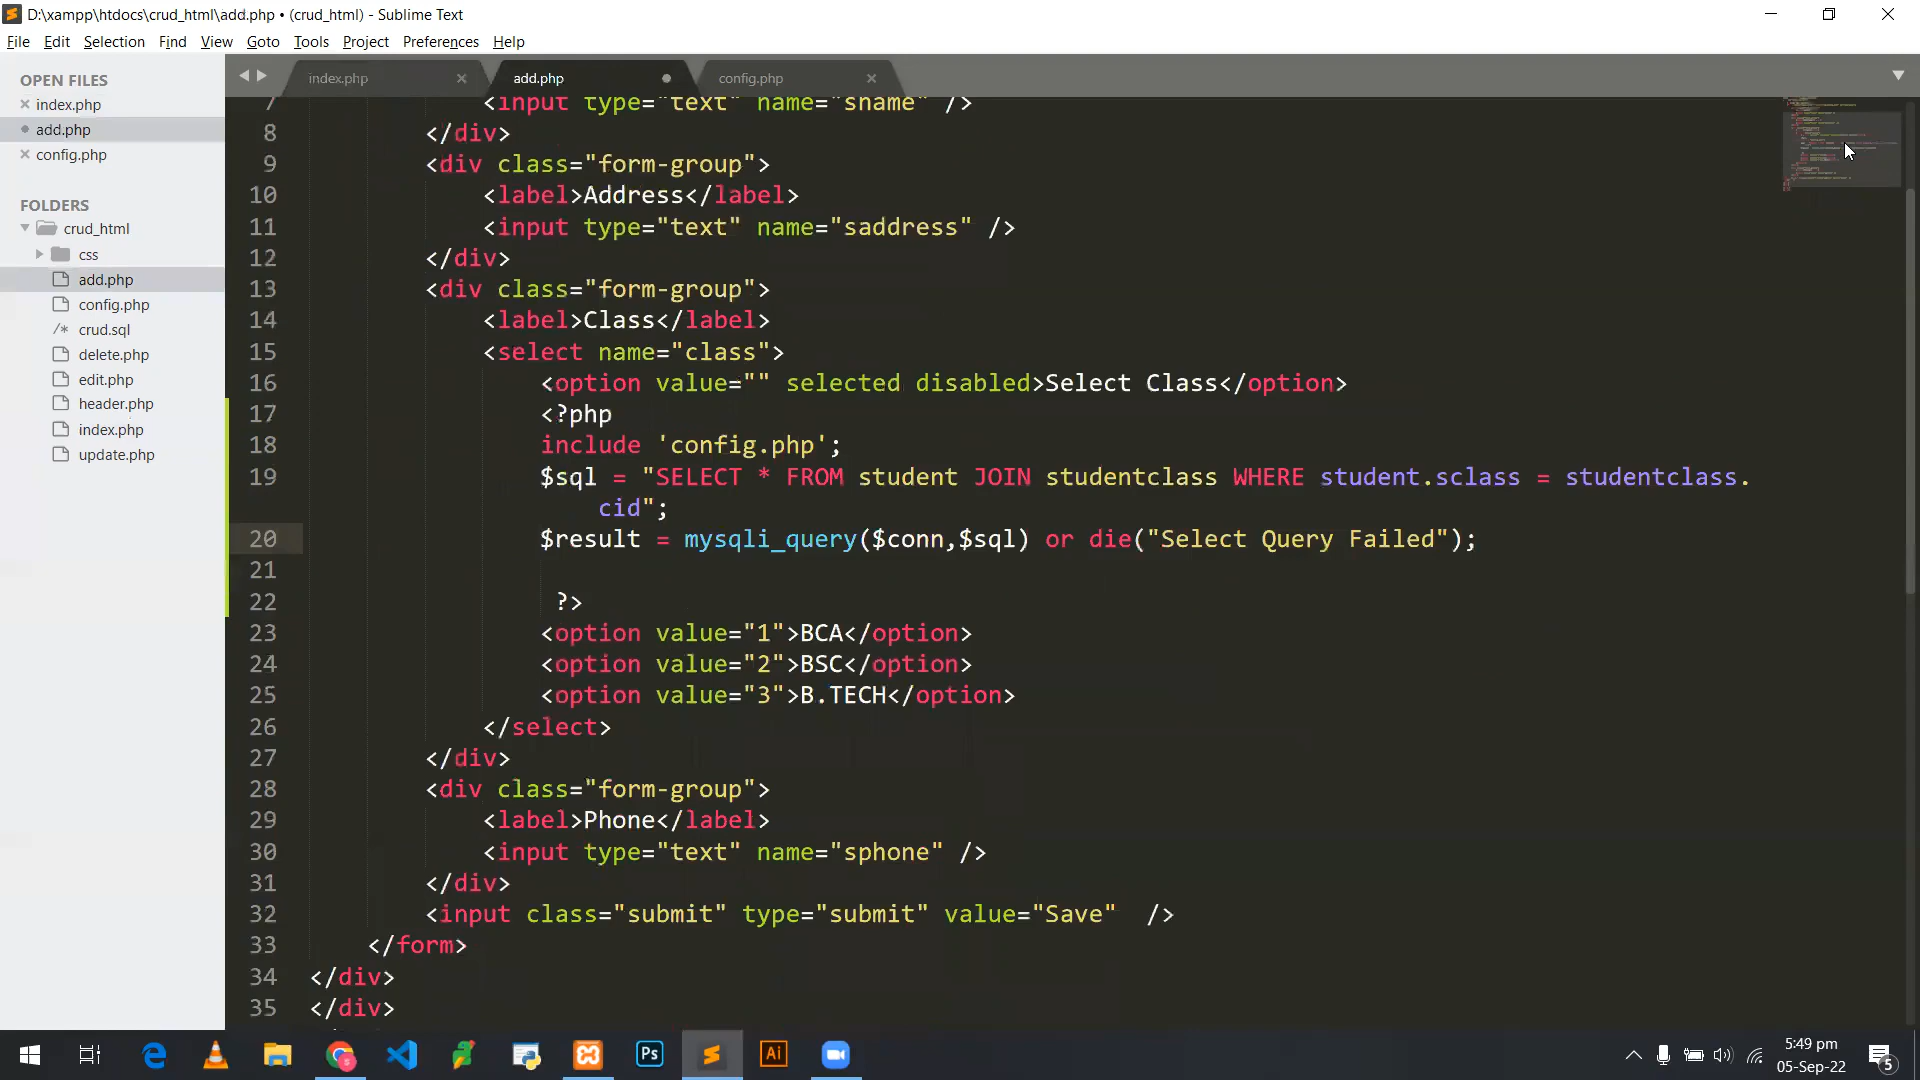 D:\xampp\htdocs\crud_html\add.php • (crud_html) - Sublime Text
File Edit Selection Find View Goto Tools Project Preferences Help
OPEN FILES
index.php
add.php
config.php
FOLDERS
crud_html
css
add.php
config.php
/* crud.sql
delete.php
edit.php
header.php
index.php
update.php
index.php add.php config.php
7 <input type="text" name="sname" />
8 </div>
9 <div class="form-group">
10 <label>Address</label>
11 <input type="text" name="saddress" />
12 </div>
13 <div class="form-group">
14 <label>Class</label>
15 <select name="class">
16 <option value="" selected disabled>Select Class</option>
17 <?php
18 include 'config.php';
19 $sql = "SELECT * FROM student JOIN studentclass WHERE student.sclass = studentclass.
cid";
20 $result = mysqli_query($conn,$sql) or die("Select Query Failed");
21
22 ?>
23 <option value="1">BCA</option>
24 <option value="2">BSC</option>
25 <option value="3">B.TECH</option>
26 </select>
27 </div>
28 <div class="form-group">
29 <label>Phone</label>
30 <input type="text" name="sphone" />
31 </div>
32 <input class="submit" type="submit" value="Save"  />
33 </form>
34 </div>
35 </div>
Ps
Ai
5:49 pm
05-Sep-22
5